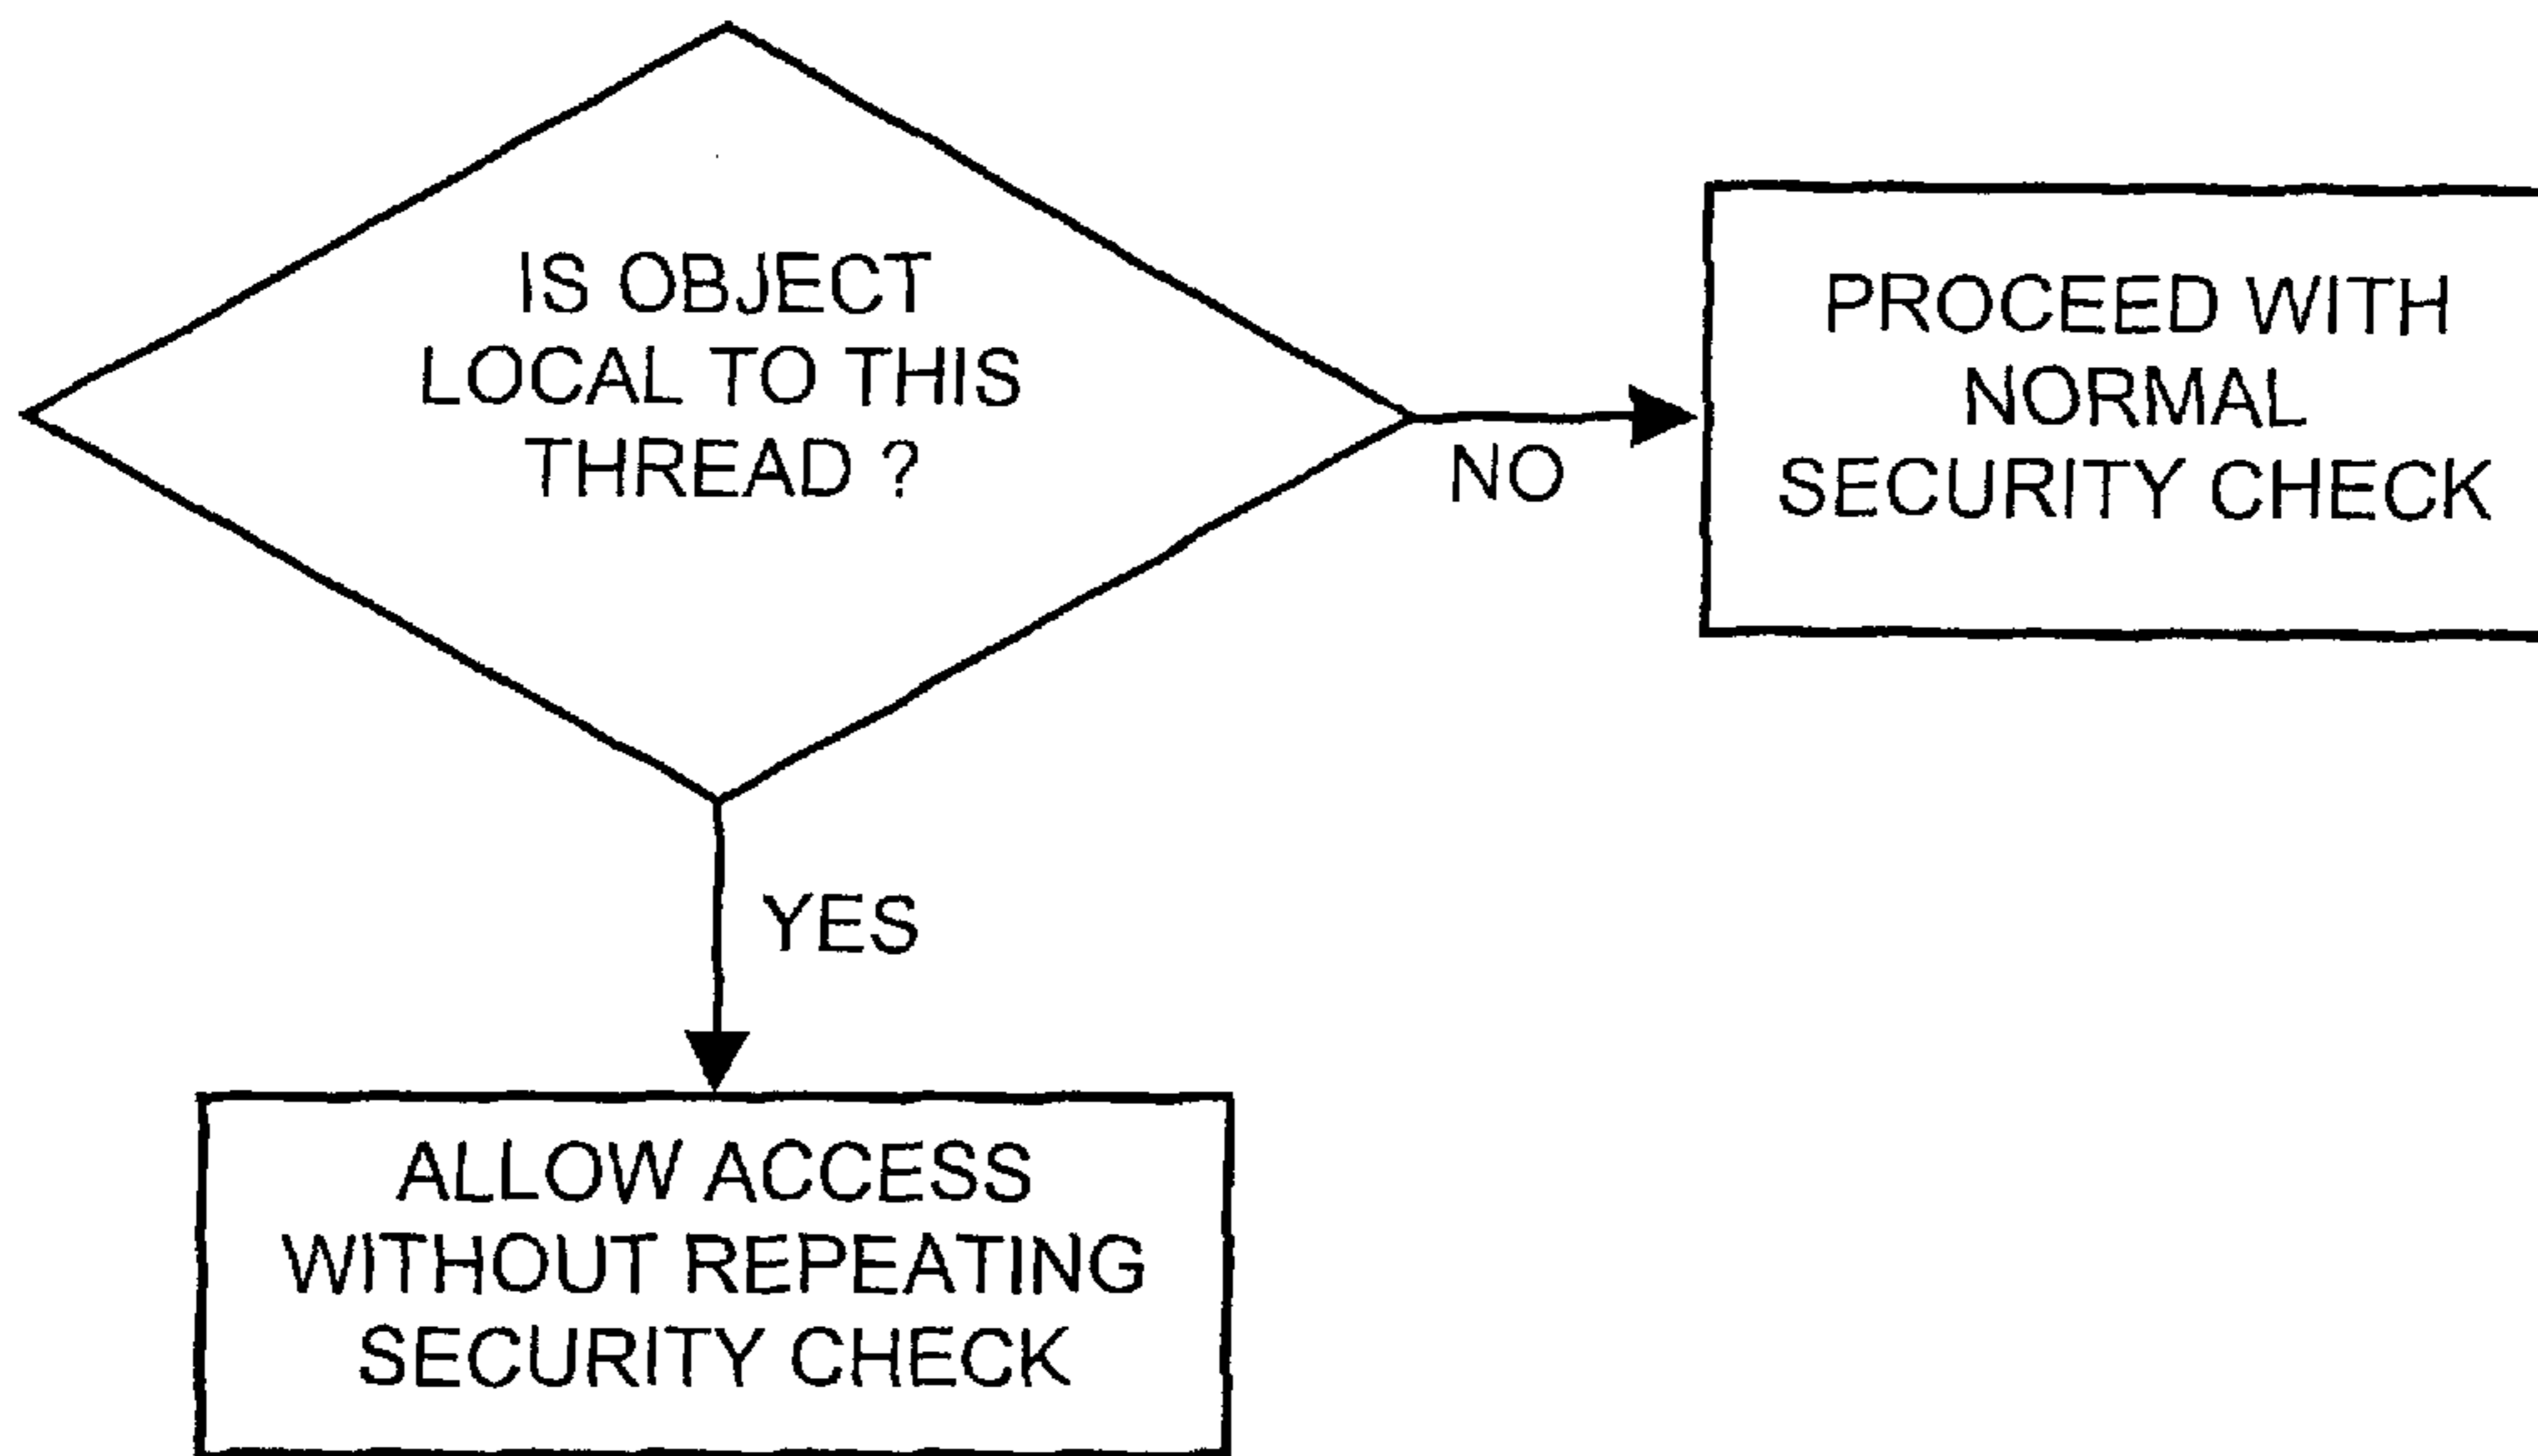 IS OBJECT
LOCAL TO THIS
THREAD ?
NO
PROCEED WITH
NORMAL
SECURITY CHECK
YES
ALLOW ACCESS
WITHOUT REPEATING
SECURITY CHECK